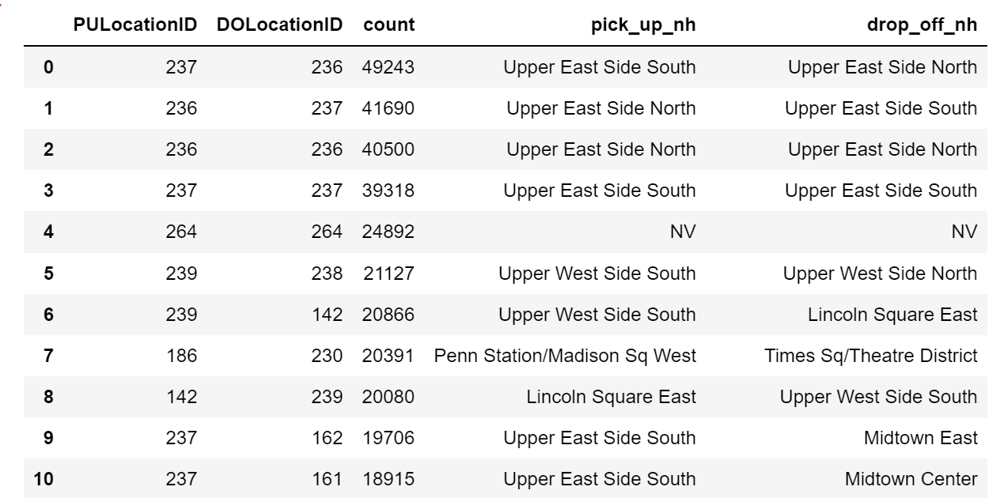 PULocationID DOLocationID count pick_up_nh drop_off_nh
0 237 236 49243 Upper East Side South Upper East Side North
1 236 237 41690 Upper East Side North Upper East Side South
2 236 236 40500 Upper East Side North Upper East Side North
3 237 237 39318 Upper East Side South Upper East Side South
4 264 264 24892 NV NV
5 239 238 21127 Upper West Side South Upper West Side North
6 239 142 20866 Upper West Side South Lincoln Square East
7 186 230 20391 Penn Station/Madison Sq West Times Sq/Theatre District
8 142 239 20080 Lincoln Square East Upper West Side South
9 237 162 19706 Upper East Side South Midtown East
10 237 161 18915 Upper East Side South Midtown Center